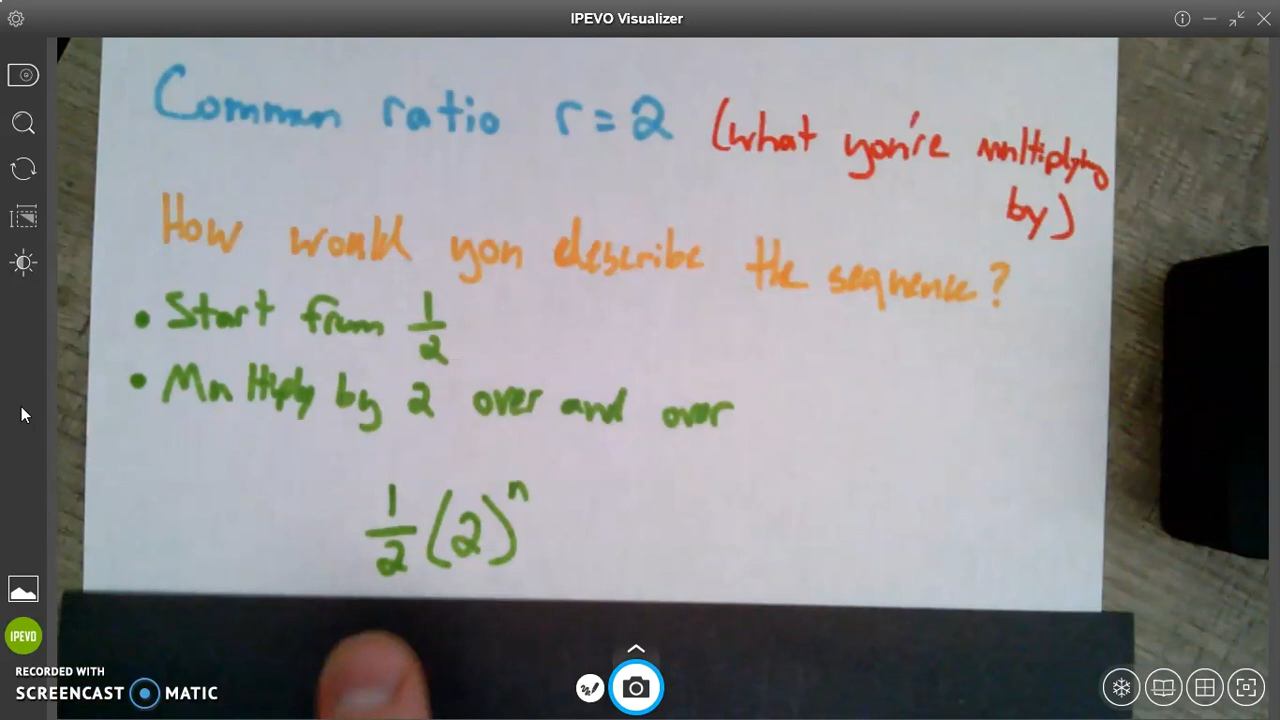 IPEVO Visualizer
Common ratio r = 2 (what you're multiplying
by)
How would you describe the sequence?
• Start from 1/2
• Multiply by 2 over and over
1/2 (2)^n
IPEVO
RECORDED WITH
SCREENCAST MATIC